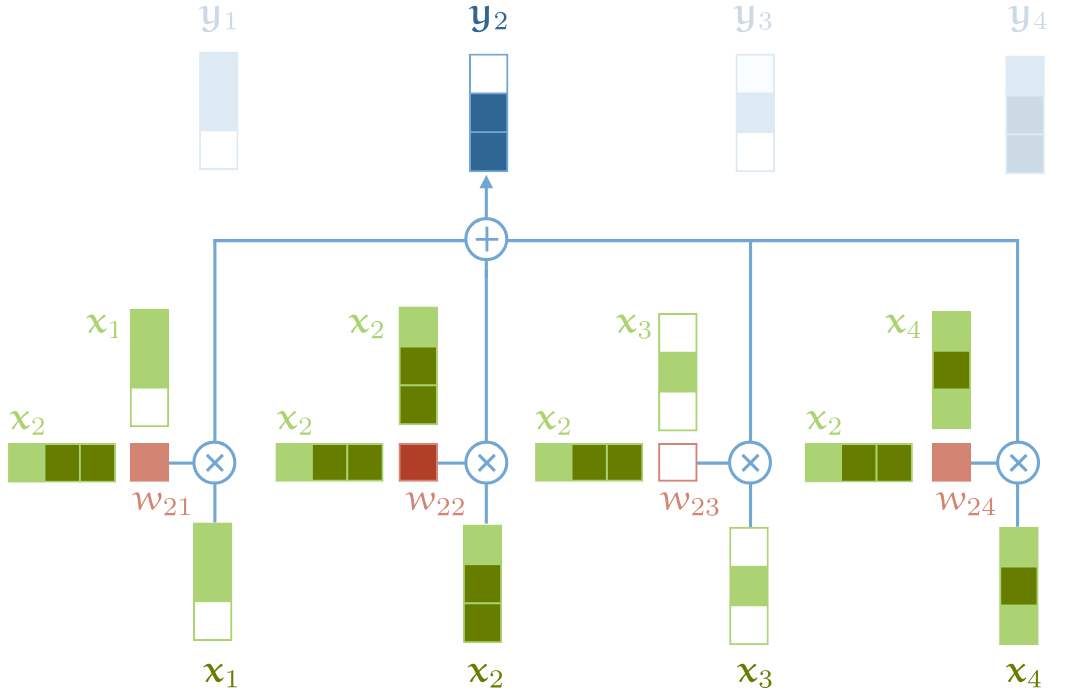 y₁ y₂ y₃ y₄
x₁ x₂ x₃ x₄
x₂ x₂ x₂ x₂
w₂₁ w₂₂ w₂₃ w₂₄
x₁ x₂ x₃ x₄